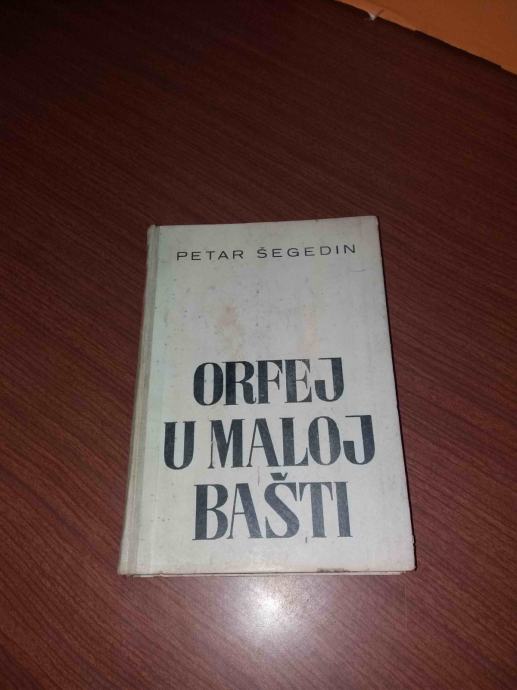 PETAR ŠEGEDIN
ORFEJ
U MALOJ
BAŠTI